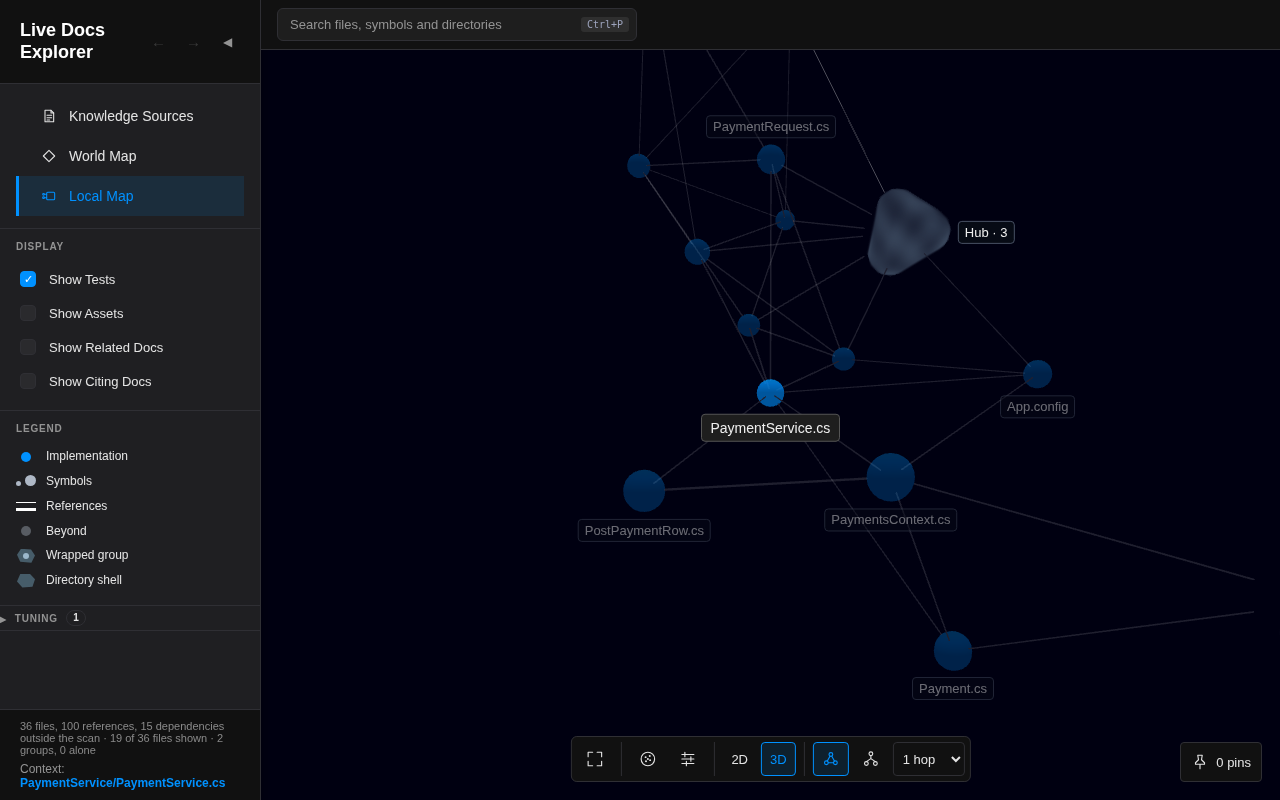 Live Docs
Explorer
← → ◀
Search files, symbols and directories Ctrl+P
Knowledge Sources
World Map
Local Map
DISPLAY
Show Tests
Show Assets
Show Related Docs
Show Citing Docs
LEGEND
Implementation
Symbols
References
Beyond
Wrapped group
Directory shell
TUNING 1
36 files, 100 references, 15 dependencies
outside the scan · 19 of 36 files shown · 2
groups, 0 alone
Context:
PaymentService/PaymentService.cs
PaymentRequest.cs
Hub · 3
App.config
PaymentService.cs
PaymentsContext.cs
PostPaymentRow.cs
Payment.cs
2D 3D 1 hop
0 pins